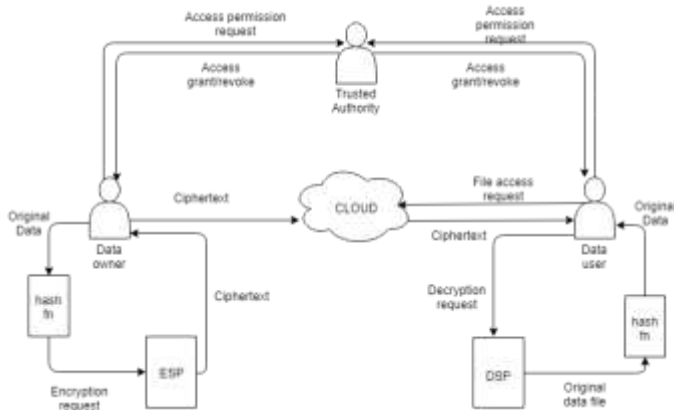 Access permission
request
Access
permission
request
Access
grant/revoke
Trusted
Authority
Access
grant/revoke
Ciphertext
CLOUD
File access
request
Original
Data
Data
owner
Original
Data
Ciphertext
Data
user
hash
fn
Ciphertext
Decryption
request
hash
fn
ESP
DSP
Encryption
request
Original
data file